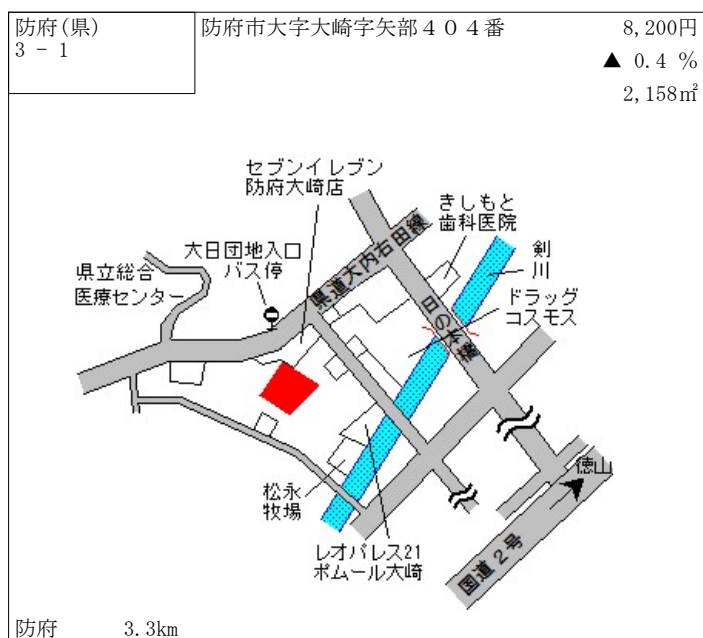 防府(県)
3 - 1
防府市大字大崎字矢部４０４番
8,200円
▲ 0.4 %
2,158㎡
セブンイレブン
防府大崎店
きしもと
歯科医院
大日団地入口
バス停
県立総合
医療センター
県道大内右田線
剣
川
ドラッグ
コスモス
日の本線
徳山
松永
牧場
レオパレス21
ポムール大崎
国道２号
防府 3.3km